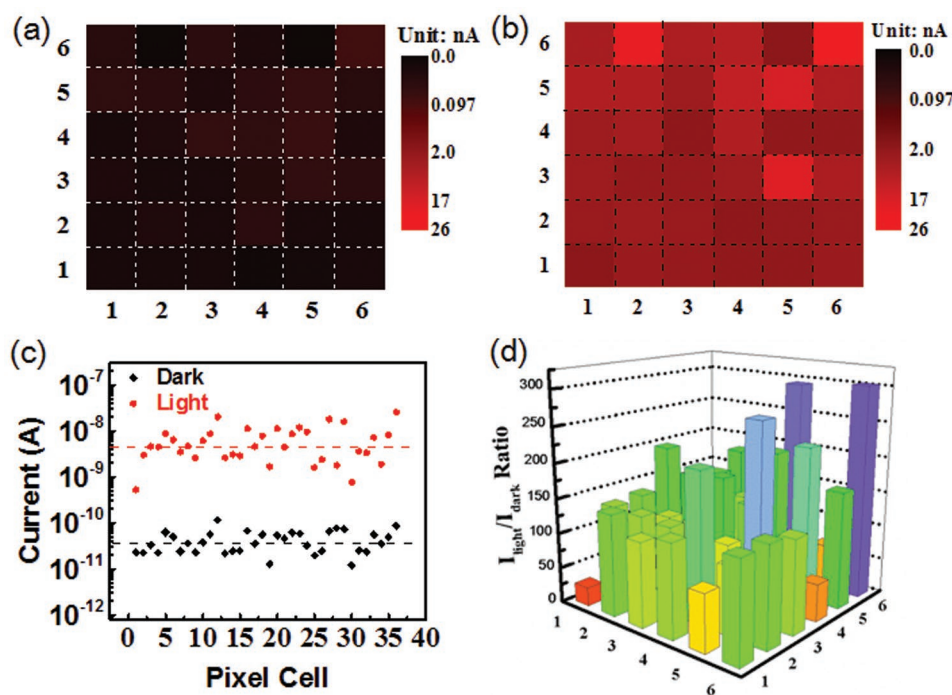 (a)
Unit: nA
6
5
4
3
2
1
1 2 3 4 5 6
0.0
0.097
2.0
17
26
(b)
Unit: nA
6
5
4
3
2
1
1 2 3 4 5 6
0.0
0.097
2.0
17
26
(c)
Current (A)
10⁻⁷
10⁻⁸
10⁻⁹
10⁻¹⁰
10⁻¹¹
10⁻¹²
Dark
Light
0 5 10 15 20 25 30 35 40
Pixel Cell
(d)
I_light/I_dark Ratio
300
250
200
150
100
50
0
1 2 3 4 5 6
1 2 3 4 5 6